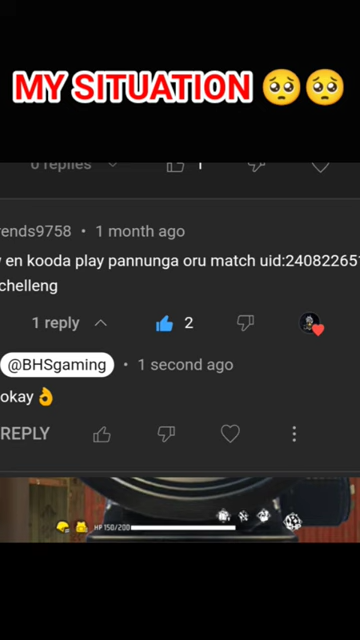 MY SITUATION 🥺🥺
0 replies 1
rends9758 • 1 month ago
en kooda play pannunga oru match uid:240822651
chelleng
1 reply 2
@BHSgaming • 1 second ago
okay👌
REPLY
HP 150/200